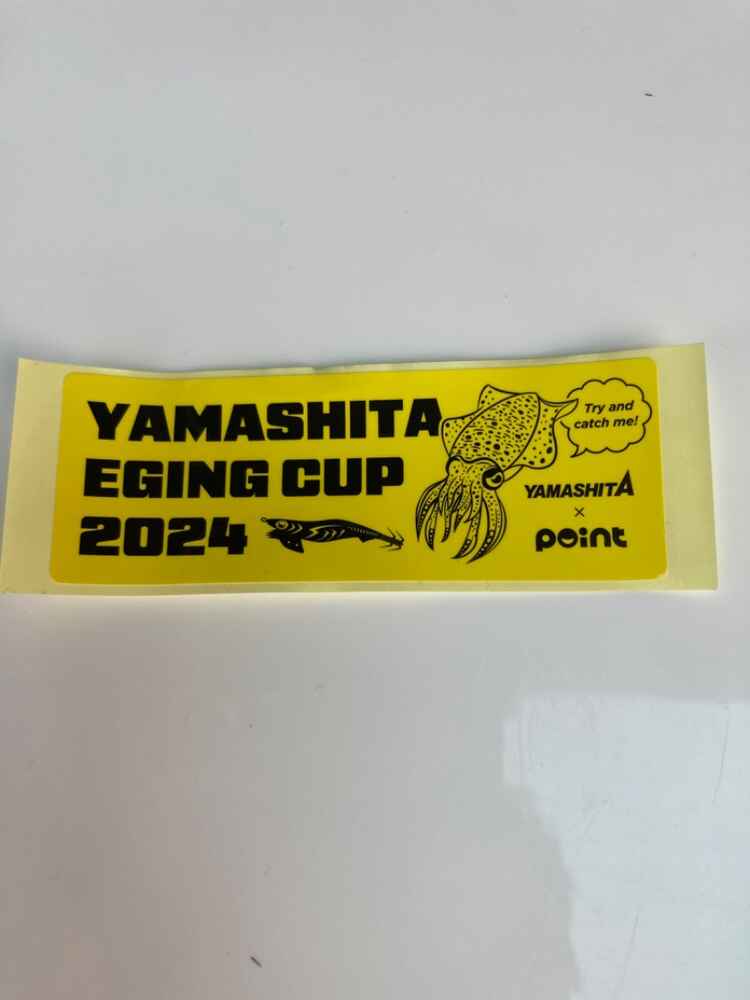 YAMASHITA
EGING CUP
2024
Try and
catch me!
YAMASHITA
×
point